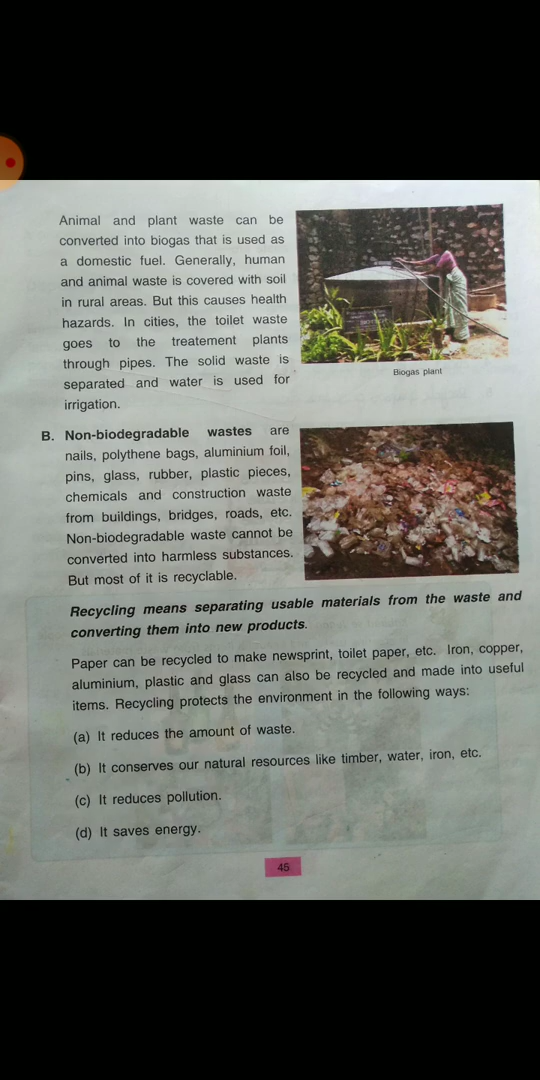 Animal and plant waste can be
converted into biogas that is used as
a domestic fuel. Generally, human
and animal waste is covered with soil
in rural areas. But this causes health
hazards. In cities, the toilet waste
goes to the treatement plants
through pipes. The solid waste is
separated and water is used for
irrigation.
Biogas plant
B. Non-biodegradable wastes are
nails, polythene bags, aluminium foil,
pins, glass, rubber, plastic pieces,
chemicals and construction waste
from buildings, bridges, roads, etc.
Non-biodegradable waste cannot be
converted into harmless substances.
But most of it is recyclable.
Recycling means separating usable materials from the waste and
converting them into new products.
Paper can be recycled to make newsprint, toilet paper, etc. Iron, copper,
aluminium, plastic and glass can also be recycled and made into useful
items. Recycling protects the environment in the following ways:
(a) It reduces the amount of waste.
(b) It conserves our natural resources like timber, water, iron, etc.
(c) It reduces pollution.
(d) It saves energy.
45